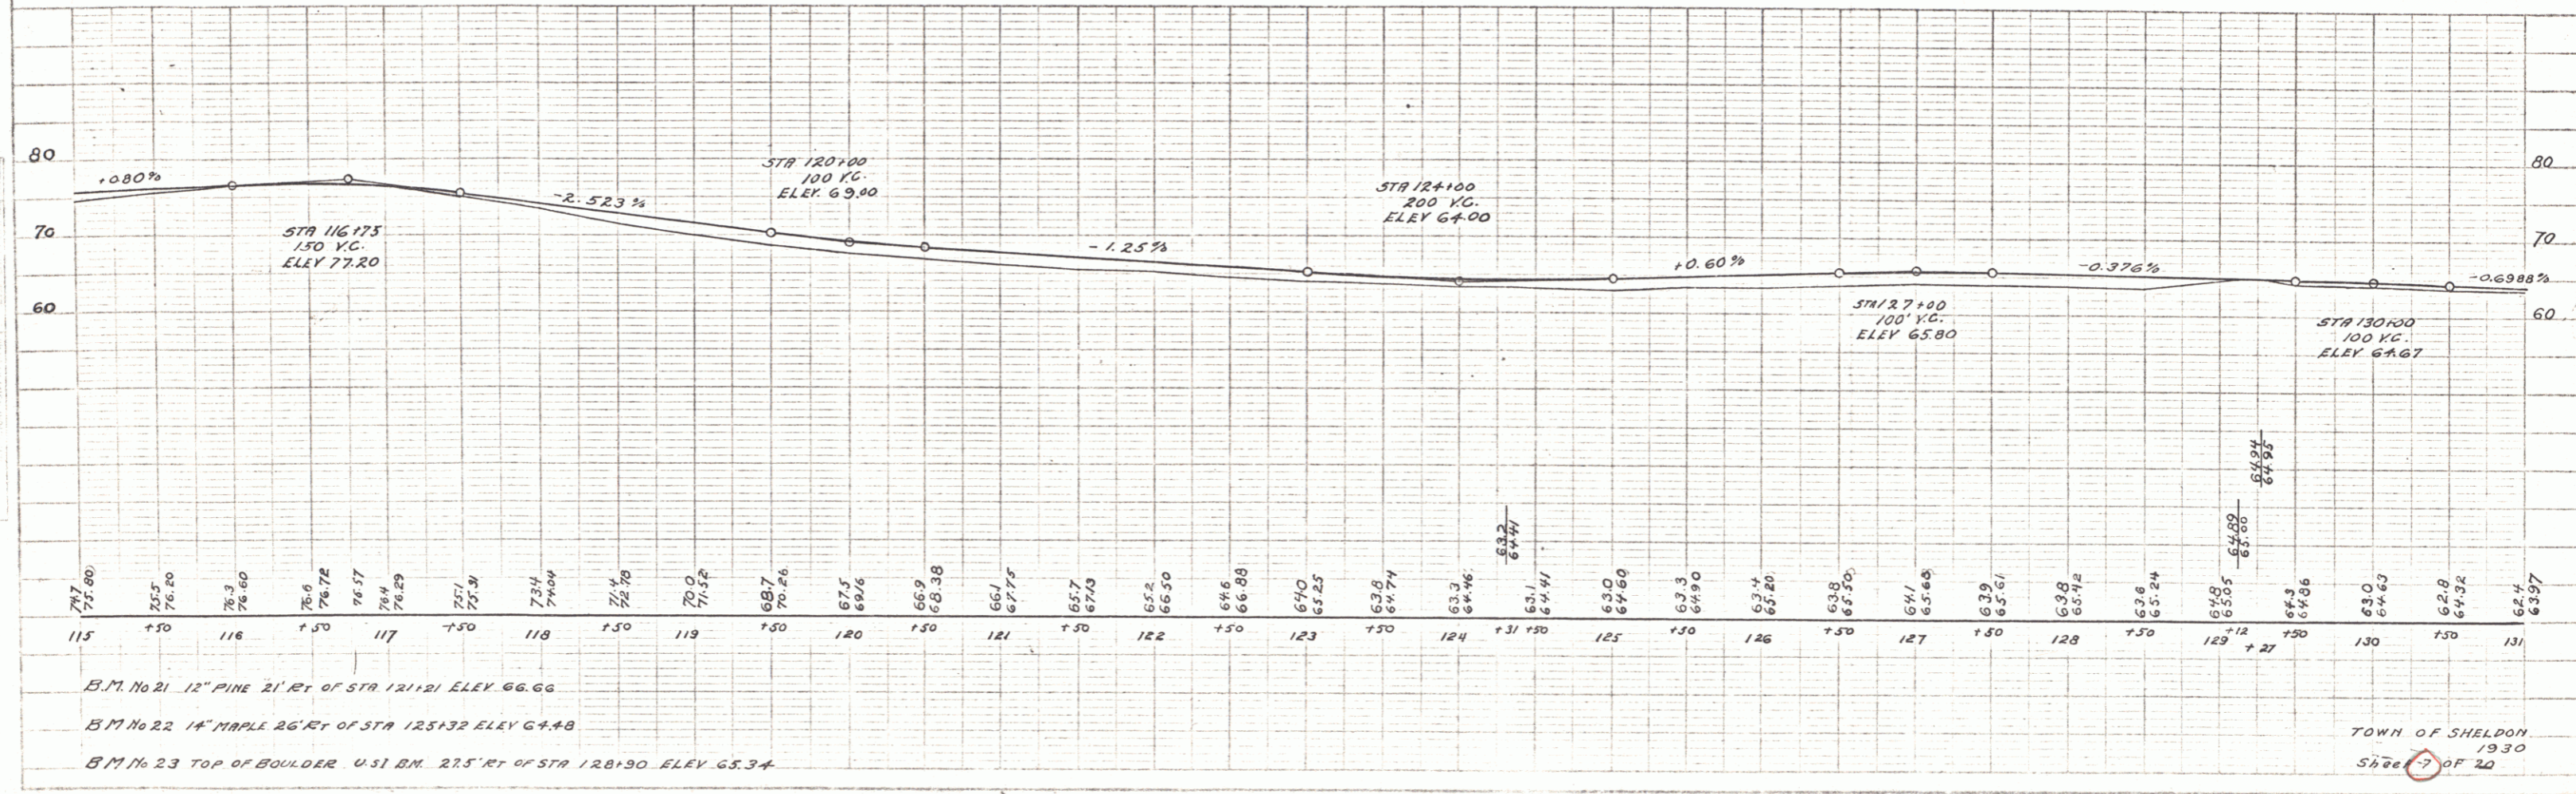 80
+0.80%
70
60
STA 116+75
150 V.C.
ELEV 77.20
-2.523%
STA 120+00
100 V.C.
ELEV. 69.00
-1.25%
STA 124+00
200 V.C.
ELEV 64.00
+0.60%
STA 127+00
100' V.C.
ELEV 65.80
-0.376%
STA 130+00
100 V.C.
ELEV 64.67
-0.6988%
80
70
60
74.7 75.5 76.3 76.6 76.4 75.1 73.4 71.4 70.0 68.7 67.5 66.9 66.1 65.7 65.2 64.6 64.0 63.8 63.3 63.2 63.1 63.0 63.3 63.4 63.8 64.1 63.9 63.8 63.6 64.8 64.89 64.94 64.3 63.0 62.8 62.4
75.80 76.20 76.60 76.72 76.57 76.29 75.31 74.04 72.78 71.52 70.26 69.16 68.38 67.75 67.13 66.50 66.88 65.25 64.74 64.46 64.41 64.41 64.60 64.90 65.20 65.50 65.68 65.61 65.42 65.24 65.05 65.00 64.95 64.86 64.63 64.32 63.97
115 +50 116 +50 117 +50 118 +50 119 +50 120 +50 121 +50 122 +50 123 +50 124 +31 +50 125 +50 126 +50 127 +50 128 +50 129 +12 +27 +50 130 +50 131
B.M. No 21 12" PINE 21' RT OF STA 121+21 ELEV 66.66
B M No 22 14" MAPLE 26' RT OF STA 125+32 ELEV 64.48
B M No 23 TOP OF BOULDER U.S1 B.M. 27.5' RT OF STA 128+90 ELEV 65.34
TOWN OF SHELDON
1930
Sheet 7 OF 20